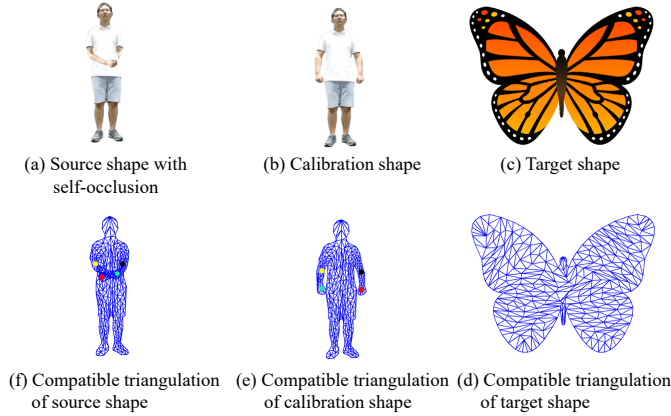 (a) Source shape with
self-occlusion
(b) Calibration shape
(c) Target shape
(f) Compatible triangulation
of source shape
(e) Compatible triangulation
of calibration shape
(d) Compatible triangulation
of target shape